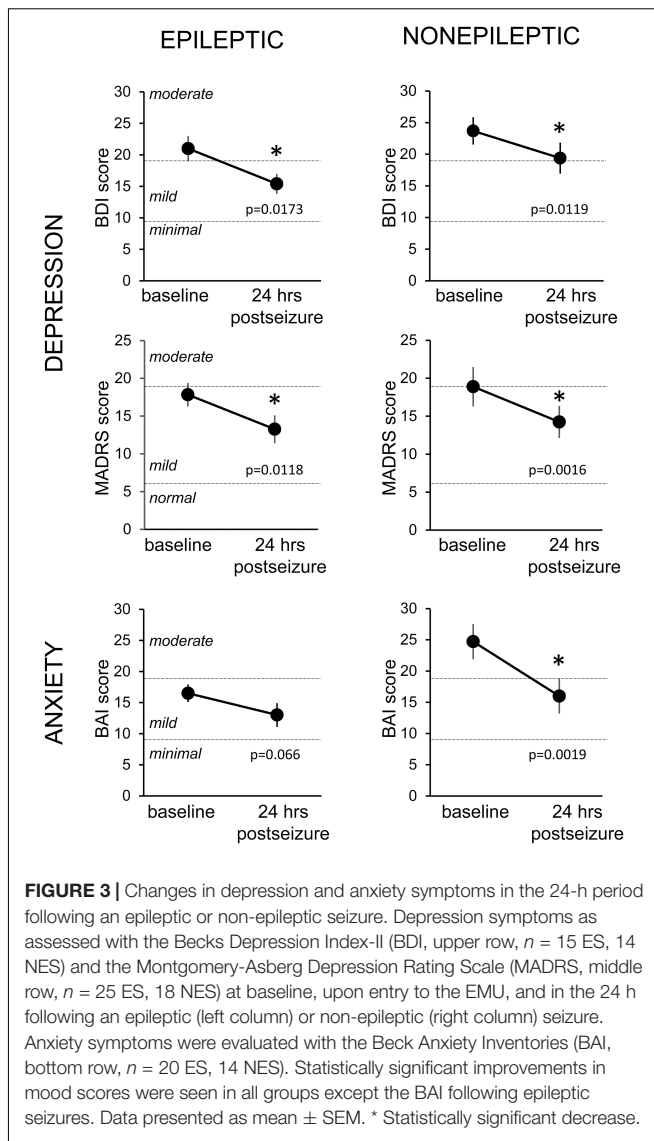 EPILEPTIC NONEPILEPTIC
DEPRESSION
BDI score
30
25
20
15
10
5
0
moderate
mild
minimal
*
p=0.0173
baseline 24 hrs
postseizure
BDI score
30
25
20
15
10
5
0
*
p=0.0119
baseline 24 hrs
postseizure
MADRS score
25
20
15
10
5
0
moderate
mild
normal
*
p=0.0118
baseline 24 hrs
postseizure
MADRS score
25
20
15
10
5
0
*
p=0.0016
baseline 24 hrs
postseizure
ANXIETY
BAI score
30
25
20
15
10
5
0
moderate
mild
minimal
p=0.066
baseline 24 hrs
postseizure
BAI score
30
25
20
15
10
5
0
*
p=0.0019
baseline 24 hrs
postseizure
FIGURE 3 | Changes in depression and anxiety symptoms in the 24-h period
following an epileptic or non-epileptic seizure. Depression symptoms as
assessed with the Becks Depression Index-II (BDI, upper row, n = 15 ES, 14
NES) and the Montgomery-Asberg Depression Rating Scale (MADRS, middle
row, n = 25 ES, 18 NES) at baseline, upon entry to the EMU, and in the 24 h
following an epileptic (left column) or non-epileptic (right column) seizure.
Anxiety symptoms were evaluated with the Beck Anxiety Inventories (BAI,
bottom row, n = 20 ES, 14 NES). Statistically significant improvements in
mood scores were seen in all groups except the BAI following epileptic
seizures. Data presented as mean ± SEM. * Statistically significant decrease.